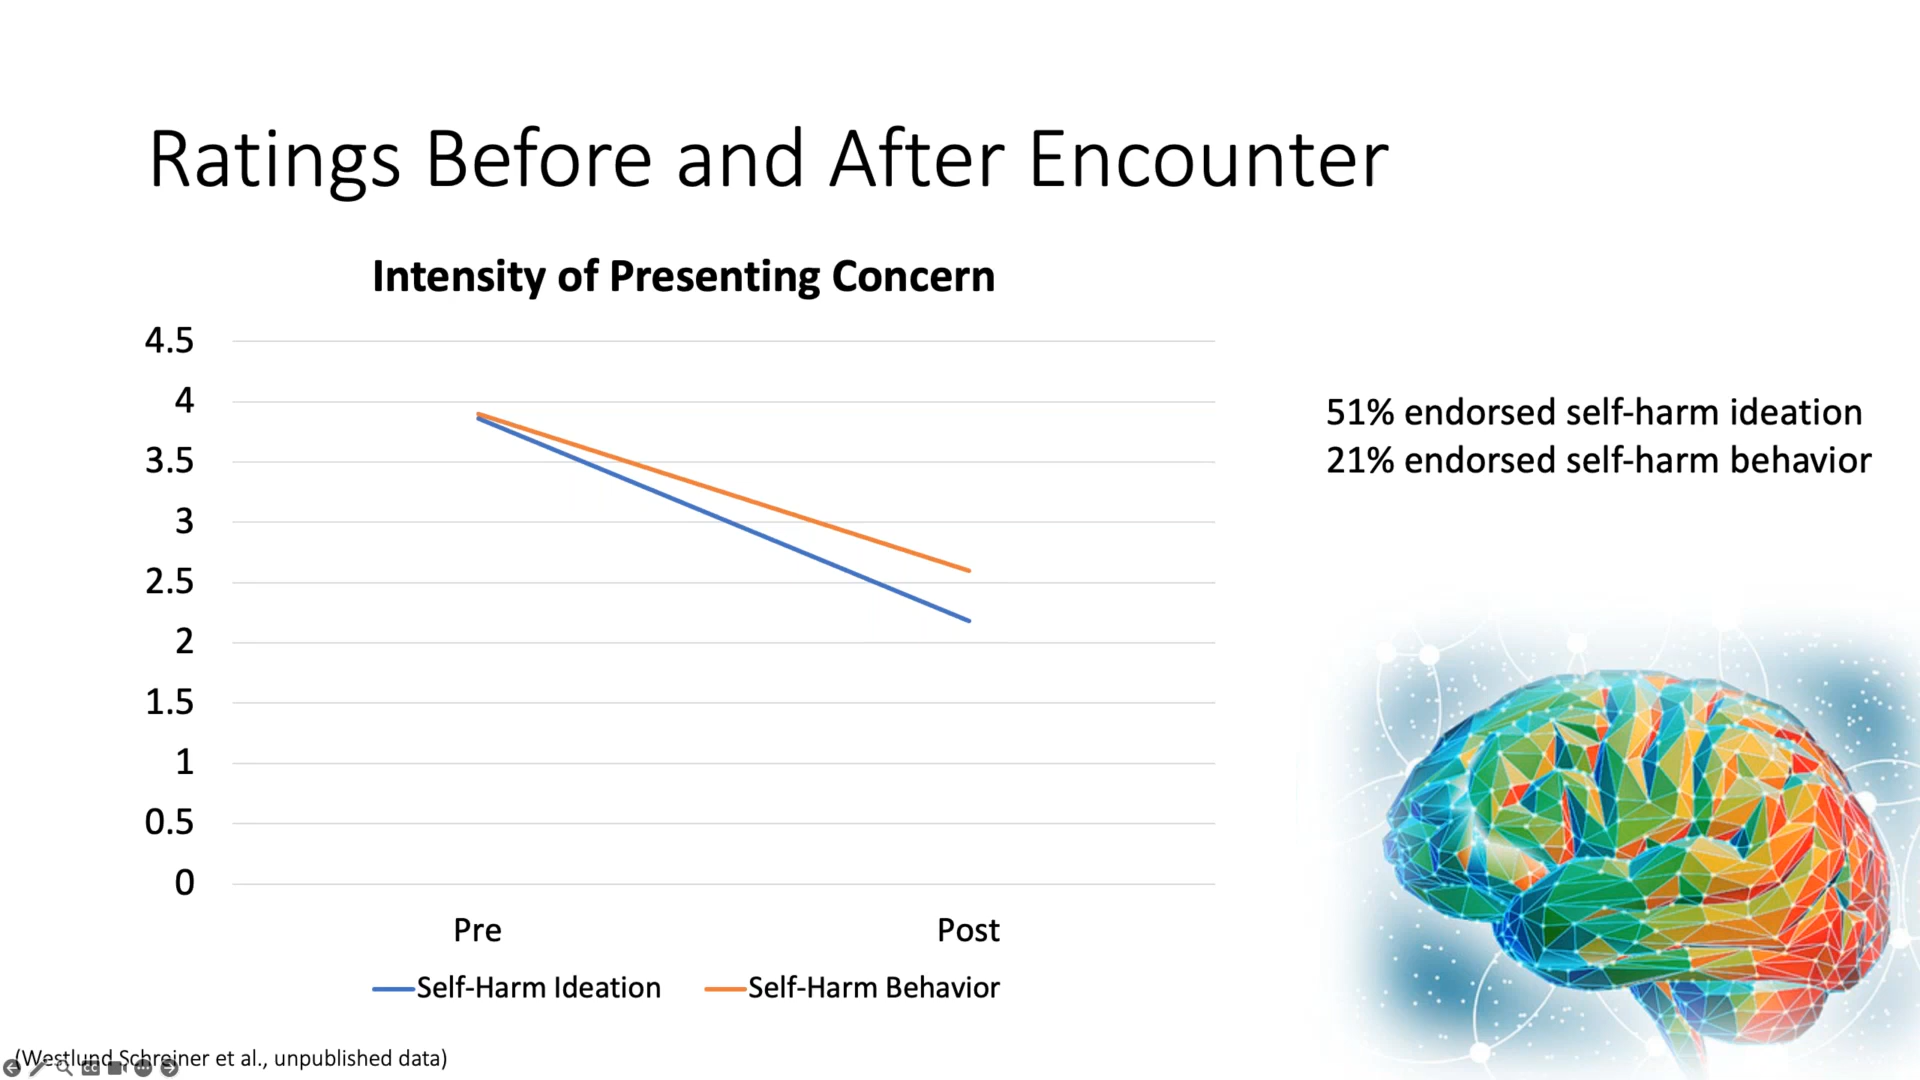 Ratings Before and After Encounter
Intensity of Presenting Concern
4.5
4
3.5
3
2.5
2
1.5
1
0.5
0
Pre Post
Self-Harm Ideation Self-Harm Behavior
51% endorsed self-harm ideation
21% endorsed self-harm behavior
(Westlund Schreiner et al., unpublished data)
CC